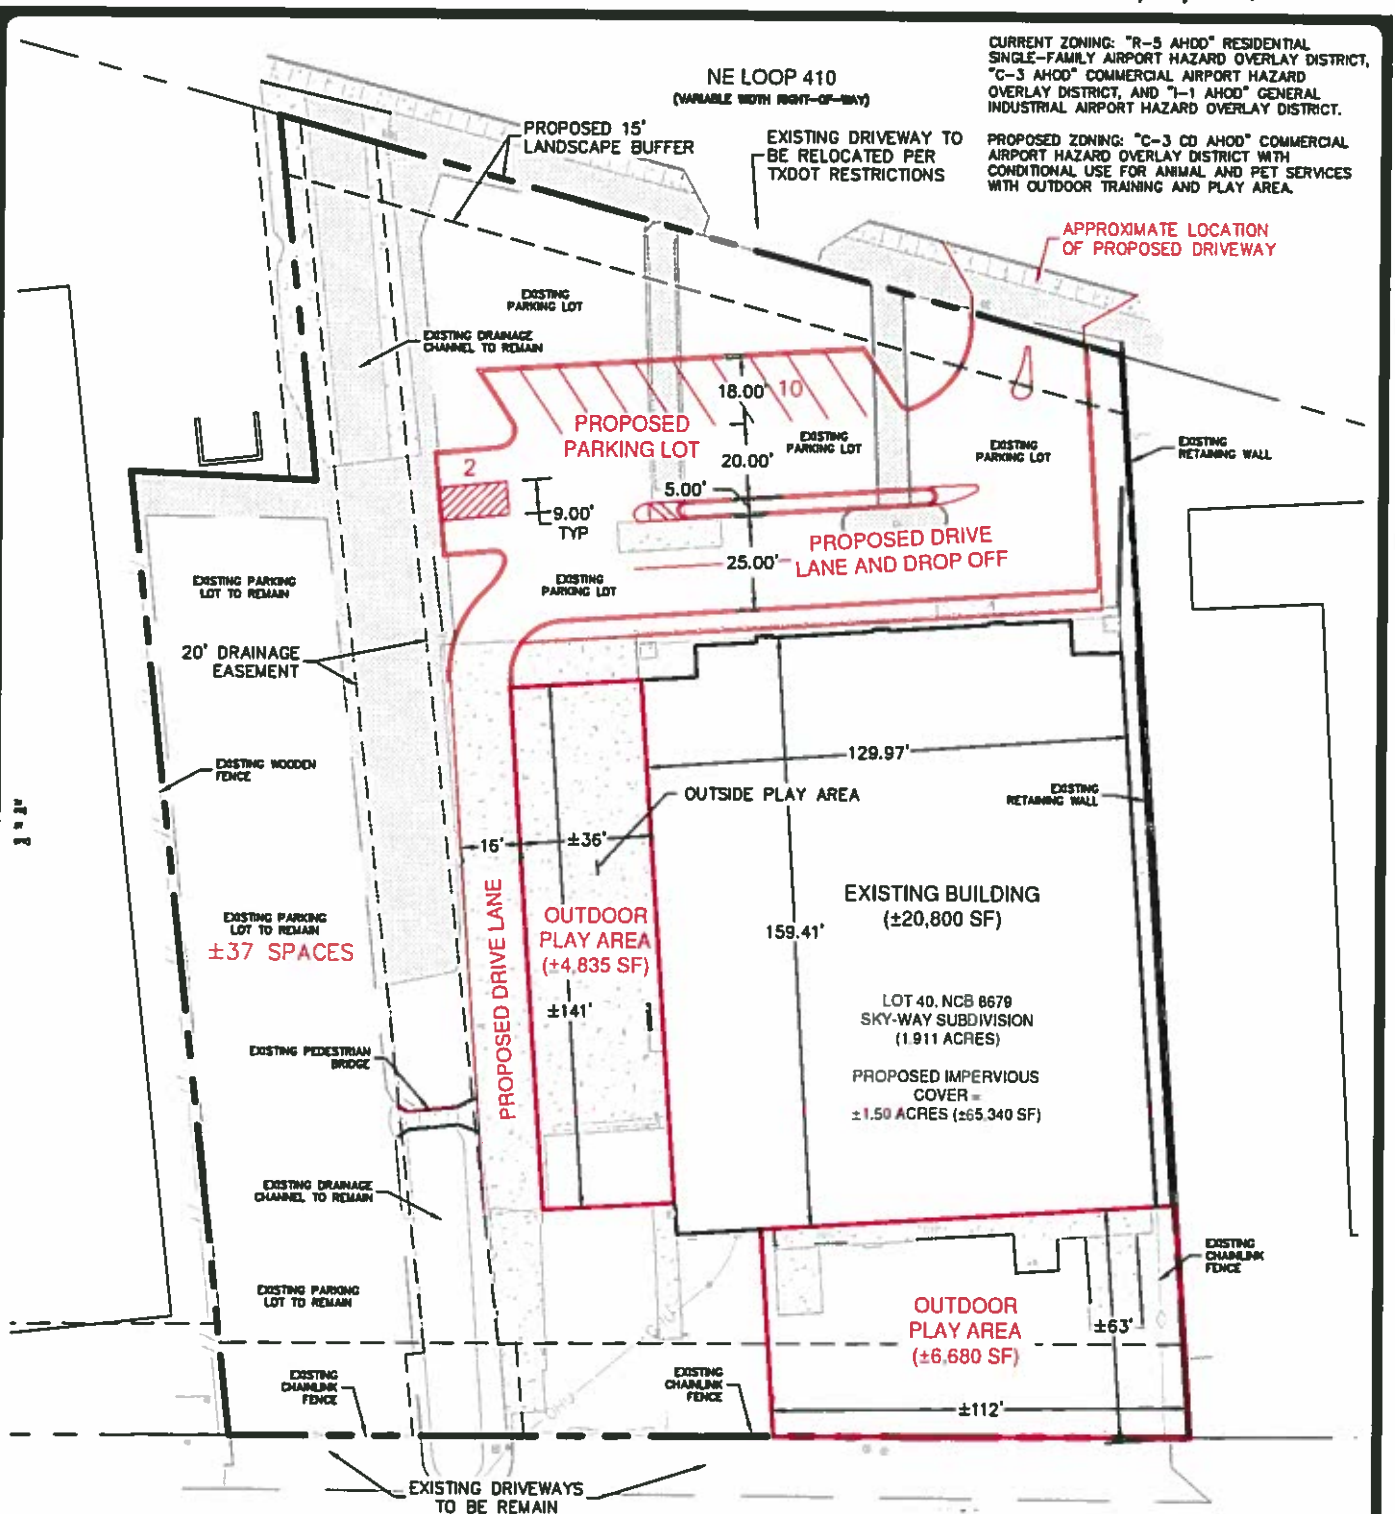 CURRENT ZONING: "R-5 AHOD" RESIDENTIAL
SINGLE-FAMILY AIRPORT HAZARD OVERLAY DISTRICT,
"C-3 AHOD" COMMERCIAL AIRPORT HAZARD
OVERLAY DISTRICT, AND "I-1 AHOD" GENERAL
INDUSTRIAL AIRPORT HAZARD OVERLAY DISTRICT.
PROPOSED ZONING: "C-3 CD AHOD" COMMERCIAL
AIRPORT HAZARD OVERLAY DISTRICT WITH
CONDITIONAL USE FOR ANIMAL AND PET SERVICES
WITH OUTDOOR TRAINING AND PLAY AREA.
NE LOOP 410
(VARIABLE WIDTH RIGHT-OF-WAY)
PROPOSED 15'
LANDSCAPE BUFFER
EXISTING DRIVEWAY TO
BE RELOCATED PER
TXDOT RESTRICTIONS
APPROXIMATE LOCATION
OF PROPOSED DRIVEWAY
EXISTING
PARKING LOT
EXISTING DRAINAGE
CHANNEL TO REMAIN
18.00'
10
PROPOSED
PARKING LOT
EXISTING
PARKING LOT
EXISTING
PARKING LOT
EXISTING
RETAINING WALL
2
20.00'
5.00'
9.00'
TYP
PROPOSED DRIVE
LANE AND DROP OFF
25.00'
EXISTING
PARKING LOT
EXISTING PARKING
LOT TO REMAIN
20' DRAINAGE
EASEMENT
EXISTING WOODEN
FENCE
129.97'
OUTSIDE PLAY AREA
EXISTING
RETAINING WALL
16'
±36'
EXISTING BUILDING
(±20,800 SF)
159.41'
OUTDOOR
PLAY AREA
(±4,835 SF)
±141'
PROPOSED DRIVE LANE
EXISTING PARKING
LOT TO REMAIN
±37 SPACES
LOT 40, NCB 8679
SKY-WAY SUBDIVISION
(1.911 ACRES)
PROPOSED IMPERVIOUS
COVER =
±1.50 ACRES (±65,340 SF)
EXISTING PEDESTRIAN
BRIDGE
EXISTING DRAINAGE
CHANNEL TO REMAIN
EXISTING
CHAINLINK
FENCE
EXISTING PARKING
LOT TO REMAIN
OUTDOOR
PLAY AREA
(±6,680 SF)
±63'
±112'
EXISTING
CHAINLINK
FENCE
EXISTING
CHAINLINK
FENCE
OHU
OHU
EXISTING DRIVEWAYS
TO BE REMAIN